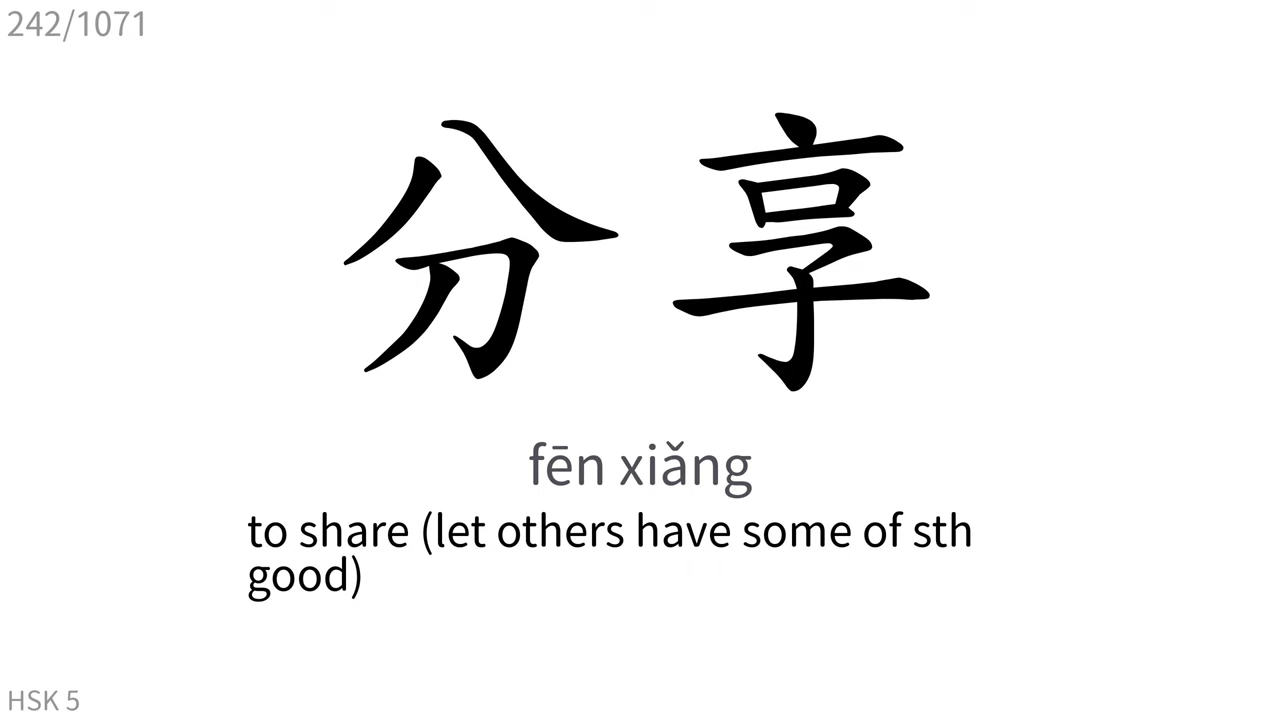 242/1071
分享
fēn xiǎng
to share (let others have some of sth
good)
HSK 5